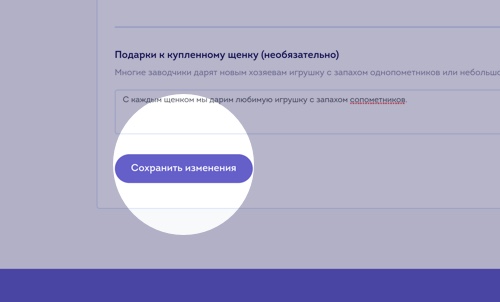 Подарки к купленному щенку (необязательно)
Многие заводчики дарят новым хозяевам игрушку с запахом однопометников или небольшо
С каждым щенком мы дарим любимую игрушку с запахом сопометников.
Сохранить изменения